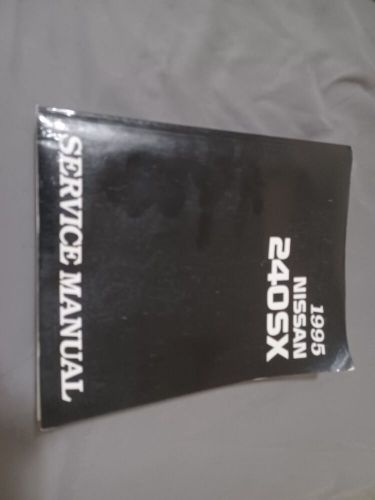 1995
NISSAN
240SX
SERVICE MANUAL